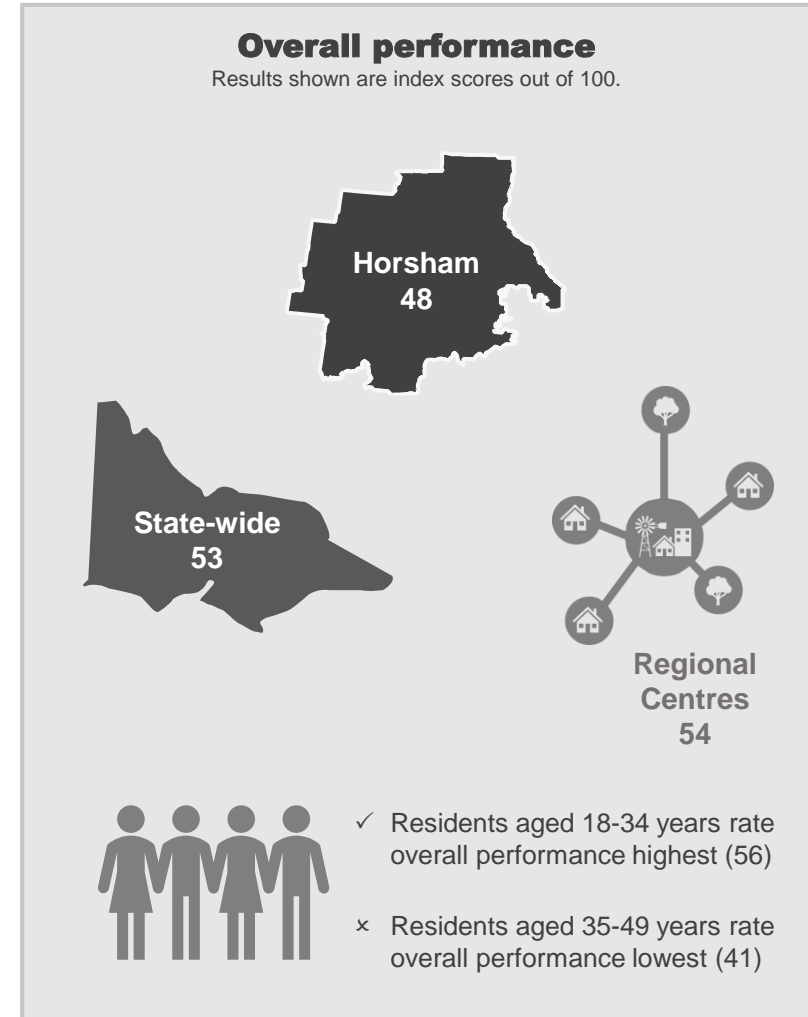 Overall performance
Results shown are index scores out of 100.
Horsham
48
State-wide
53
Regional
Centres
54
✓ Residents aged 18-34 years rate
overall performance highest (56)
× Residents aged 35-49 years rate
overall performance lowest (41)